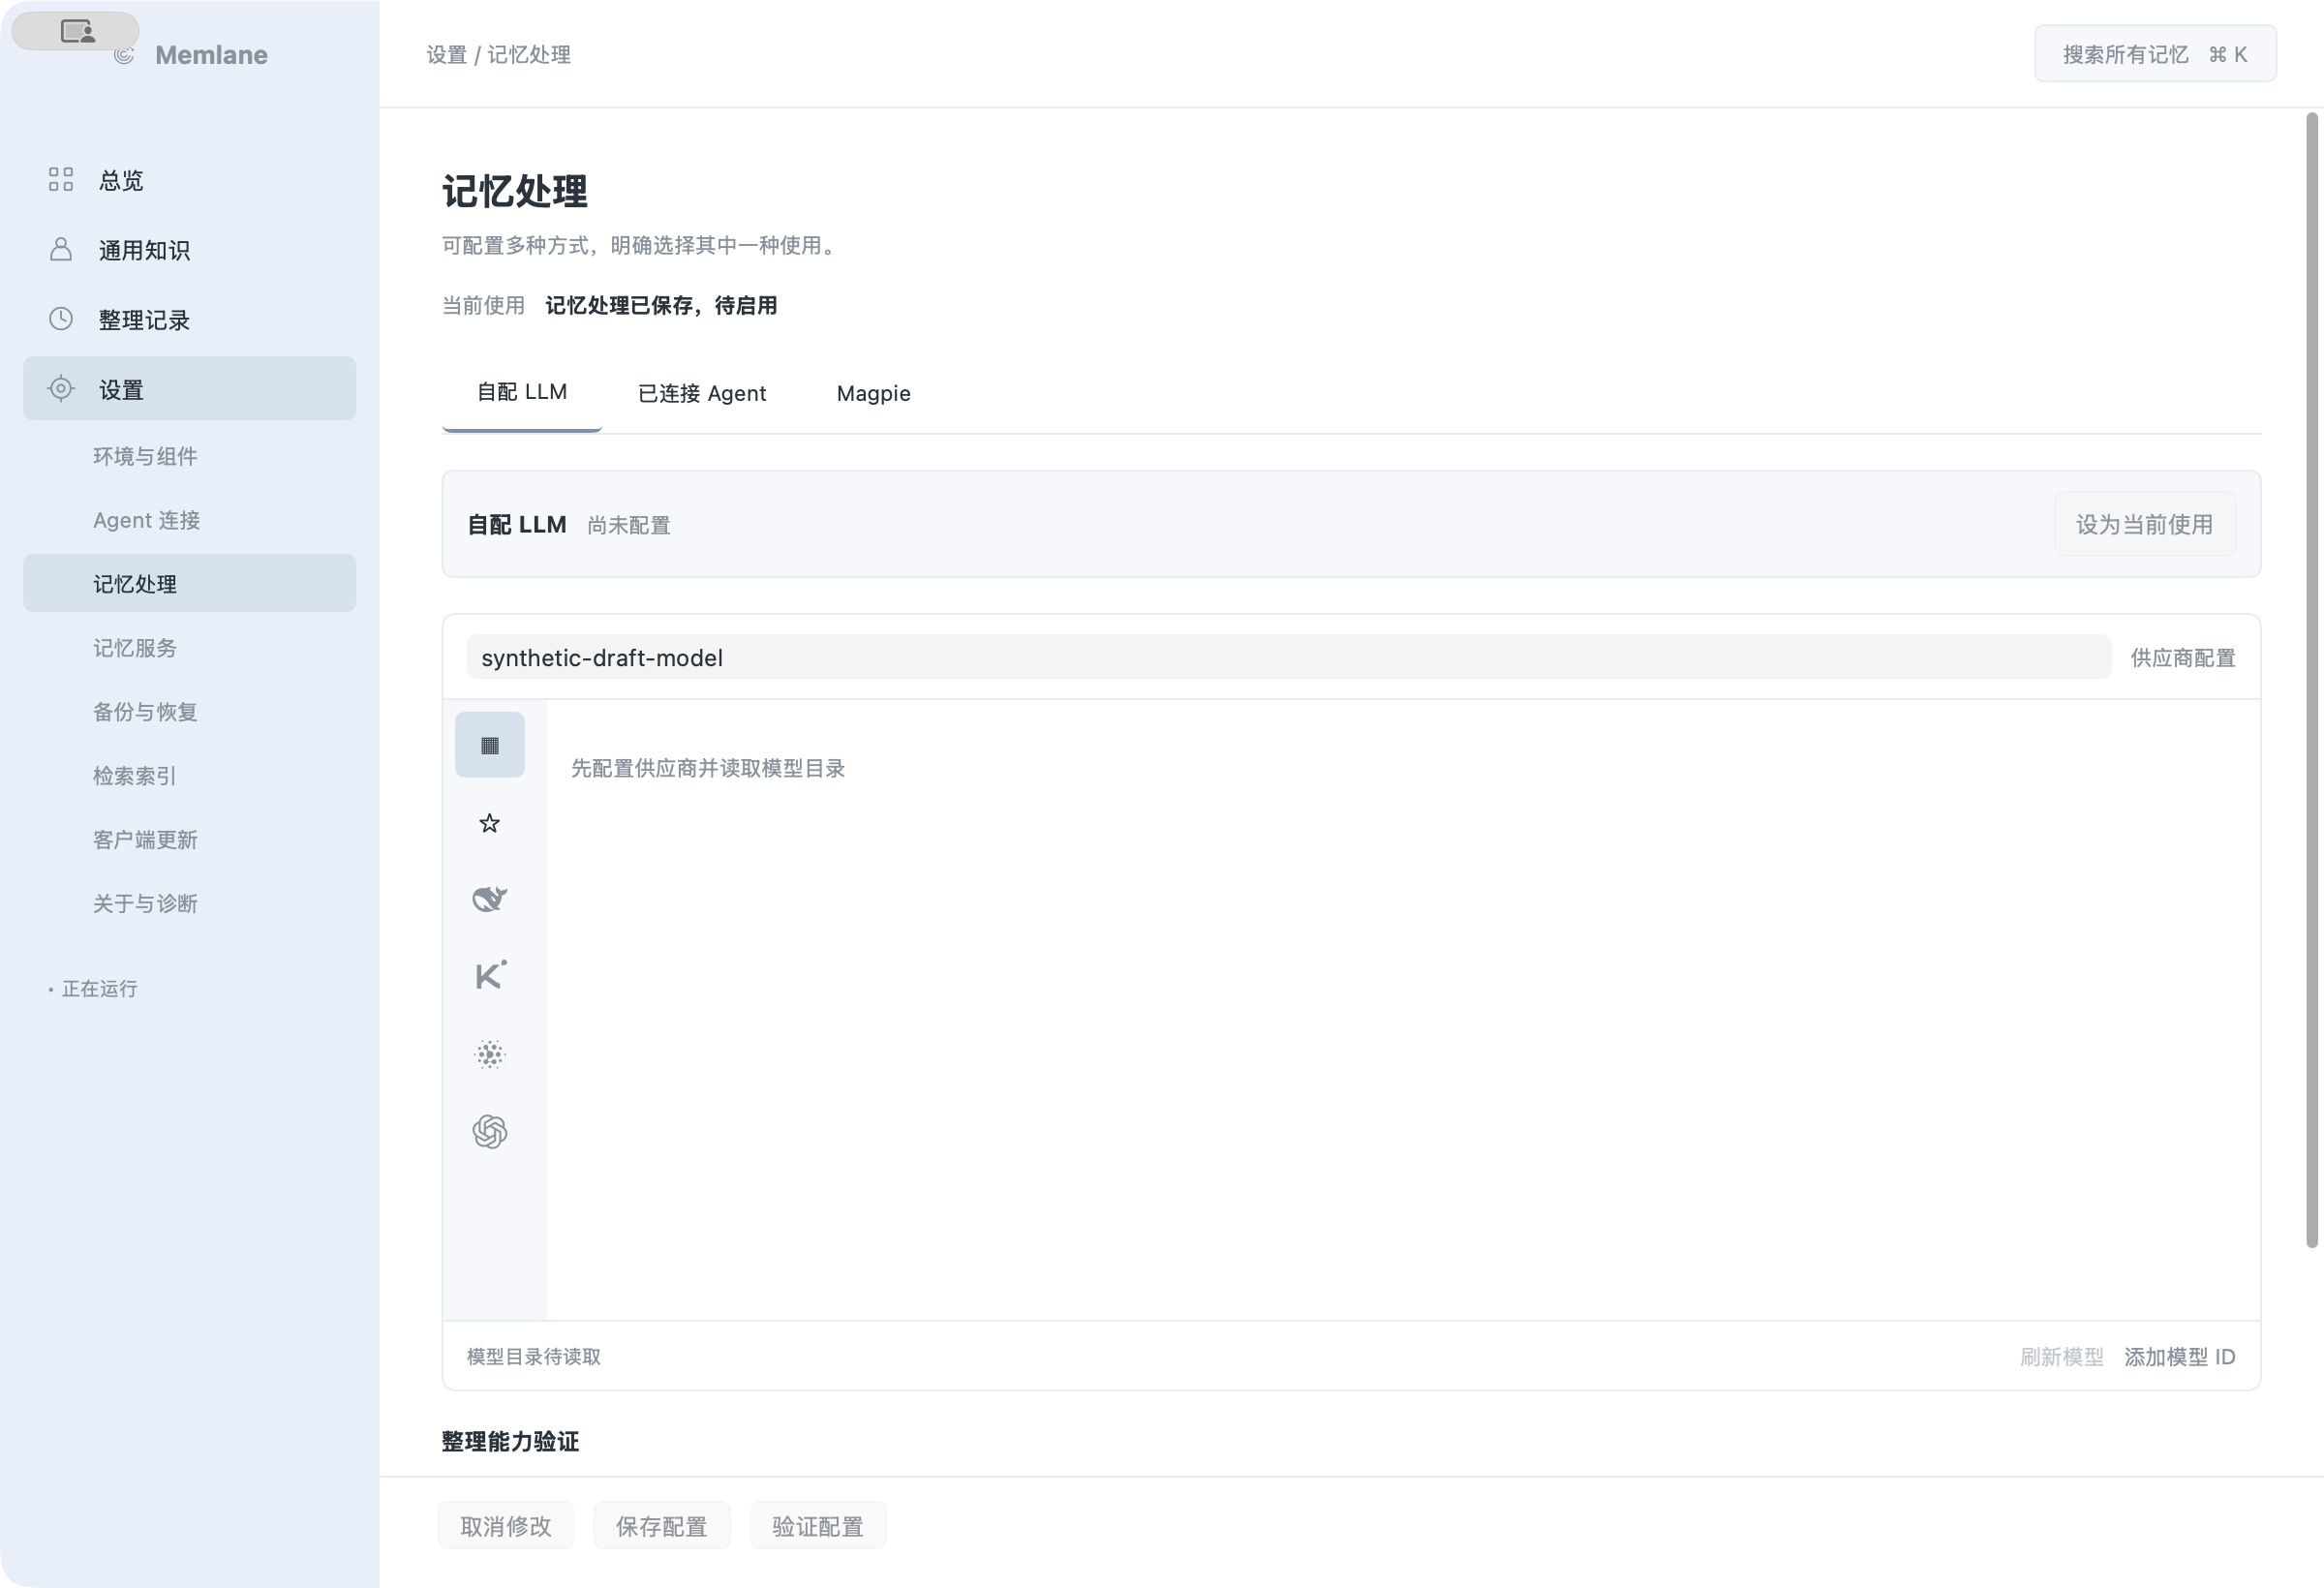 Memlane
设置 / 记忆处理
搜索所有记忆 ⌘ K
总览
通用知识
整理记录
设置
环境与组件
Agent 连接
记忆处理
记忆服务
备份与恢复
检索索引
客户端更新
关于与诊断
• 正在运行
记忆处理
可配置多种方式，明确选择其中一种使用。
当前使用 记忆处理已保存，待启用
自配 LLM 已连接 Agent Magpie
自配 LLM 尚未配置 设为当前使用
synthetic-draft-model 供应商配置
先配置供应商并读取模型目录
模型目录待读取 刷新模型 添加模型 ID
整理能力验证
取消修改 保存配置 验证配置